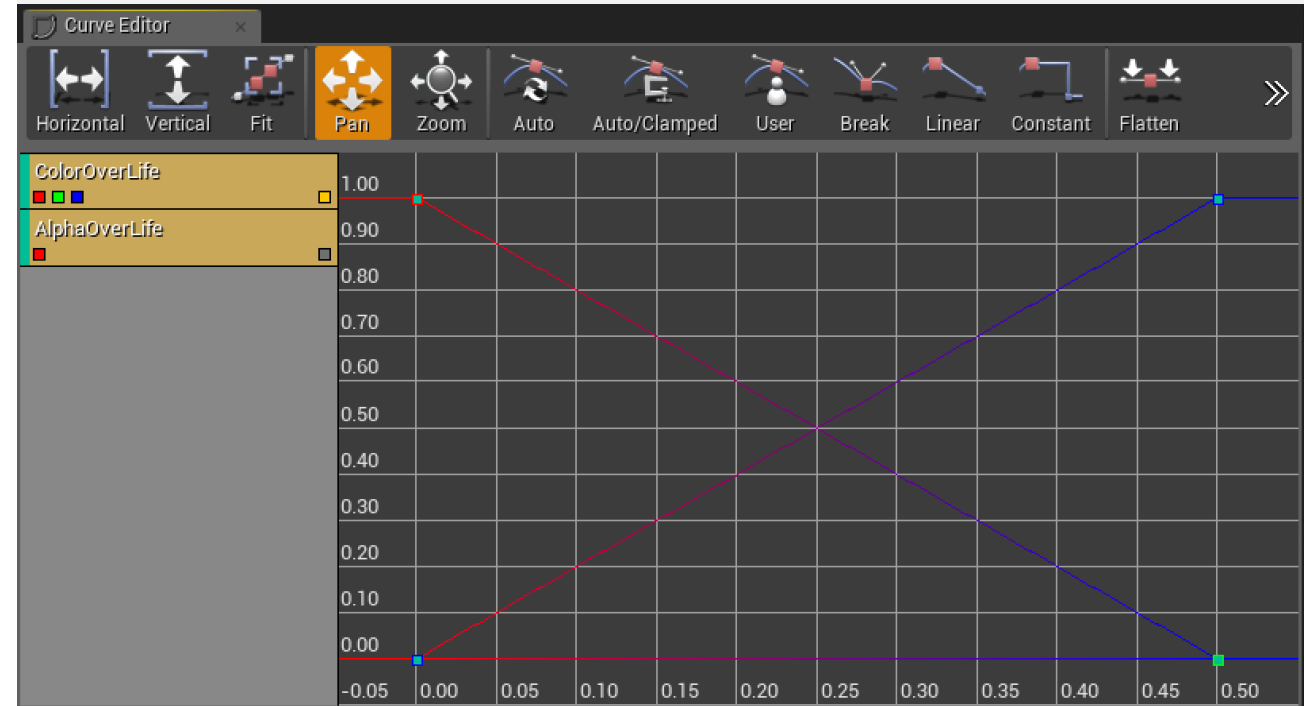 Curve Editor ×
Horizontal Vertical Fit Pan Zoom Auto Auto/Clamped User Break Linear Constant Flatten
ColorOverLife
AlphaOverLife
1.00
0.90
0.80
0.70
0.60
0.50
0.40
0.30
0.20
0.10
0.00
-0.05 0.00 0.05 0.10 0.15 0.20 0.25 0.30 0.35 0.40 0.45 0.50